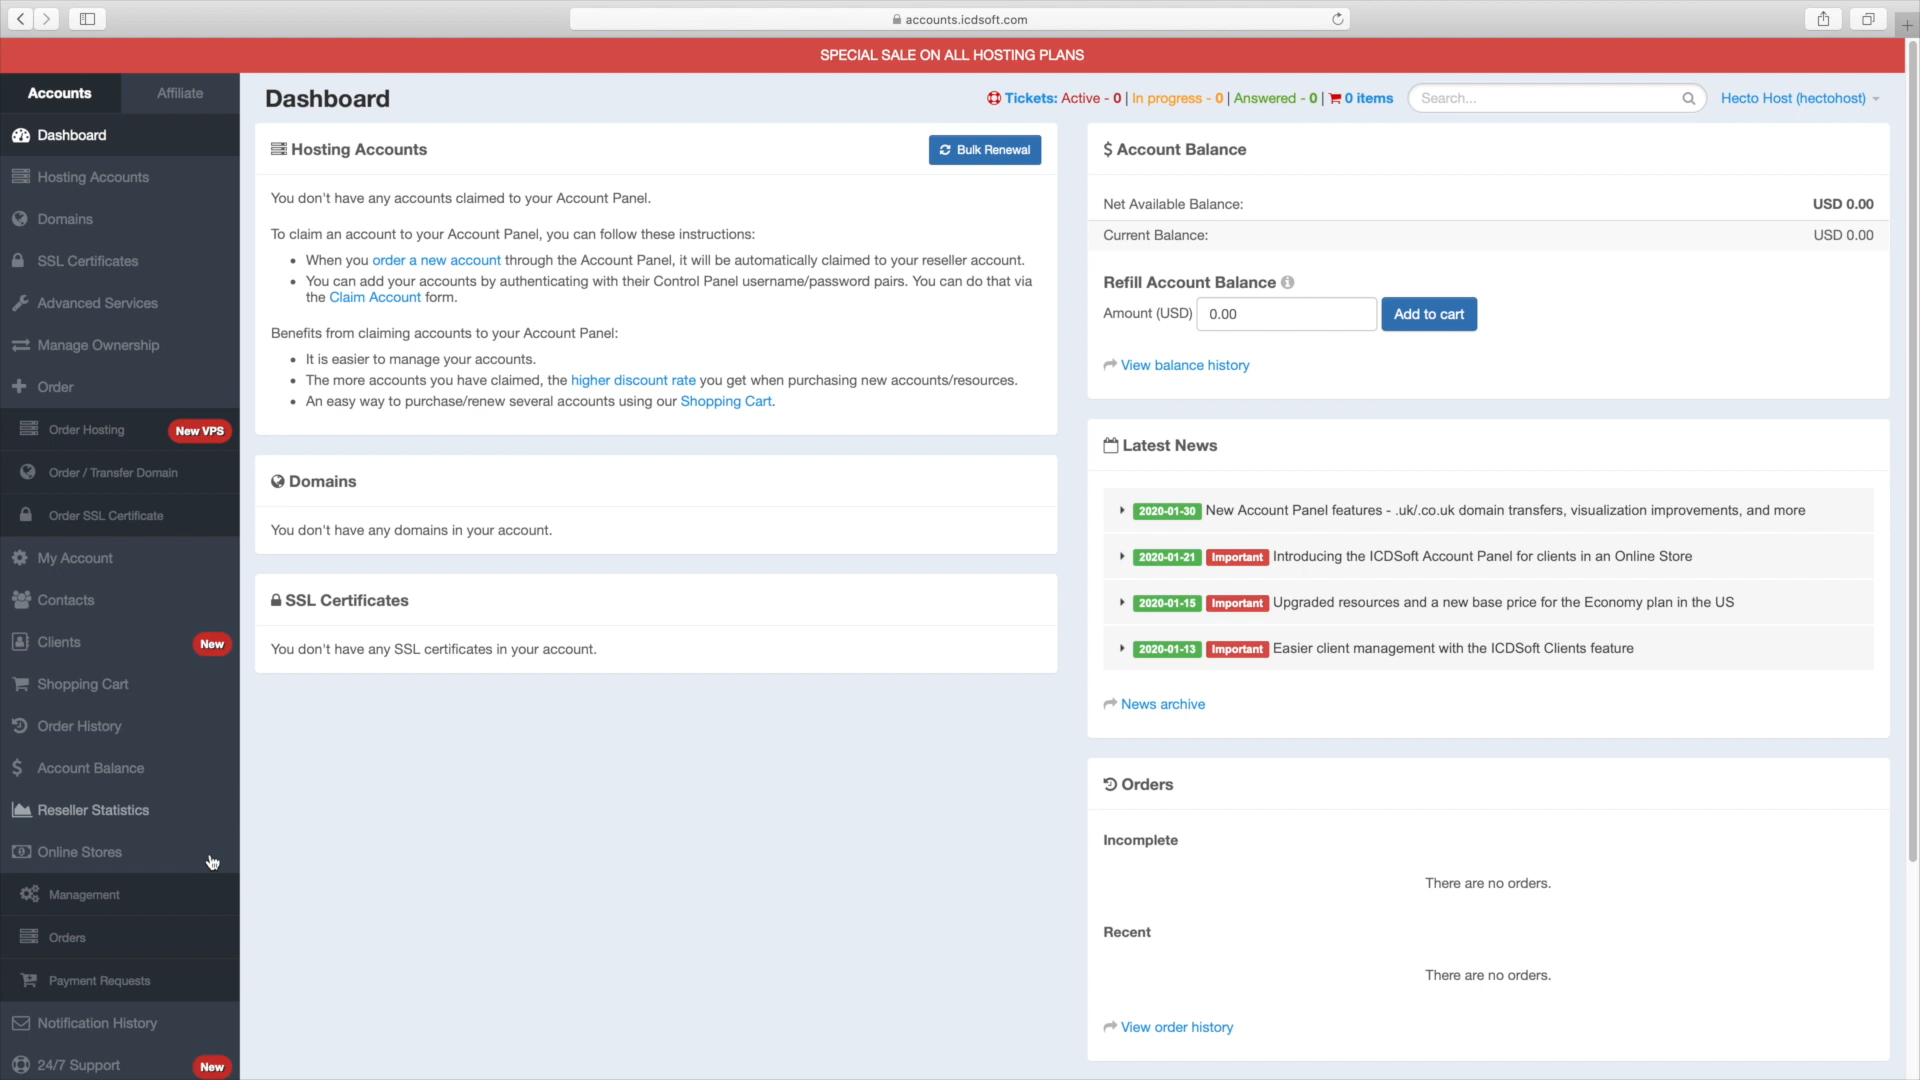 accounts.icdsoft.com
SPECIAL SALE ON ALL HOSTING PLANS
Accounts
Affiliate
Dashboard
Hosting Accounts
Domains
SSL Certificates
Advanced Services
Manage Ownership
Order
Order Hosting New VPS
Order / Transfer Domain
Order SSL Certificate
My Account
Contacts
Clients New
Shopping Cart
Order History
Account Balance
Reseller Statistics
Online Stores
Management
Orders
Payment Requests
Notification History
24/7 Support New
Dashboard
Tickets: Active - 0 | In progress - 0 | Answered - 0 | 0 items
Search...
Hecto Host (hectohost)
Hosting Accounts
Bulk Renewal
You don't have any accounts claimed to your Account Panel.
To claim an account to your Account Panel, you can follow these instructions:
• When you order a new account through the Account Panel, it will be automatically claimed to your reseller account.
• You can add your accounts by authenticating with their Control Panel username/password pairs. You can do that via
the Claim Account form.
Benefits from claiming accounts to your Account Panel:
• It is easier to manage your accounts.
• The more accounts you have claimed, the higher discount rate you get when purchasing new accounts/resources.
• An easy way to purchase/renew several accounts using our Shopping Cart.
Domains
You don't have any domains in your account.
SSL Certificates
You don't have any SSL certificates in your account.
$ Account Balance
Net Available Balance: USD 0.00
Current Balance: USD 0.00
Refill Account Balance
Amount (USD) 0.00 Add to cart
View balance history
Latest News
2020-01-30 New Account Panel features - .uk/.co.uk domain transfers, visualization improvements, and more
2020-01-21 Important Introducing the ICDSoft Account Panel for clients in an Online Store
2020-01-15 Important Upgraded resources and a new base price for the Economy plan in the US
2020-01-13 Important Easier client management with the ICDSoft Clients feature
News archive
Orders
Incomplete
There are no orders.
Recent
There are no orders.
View order history